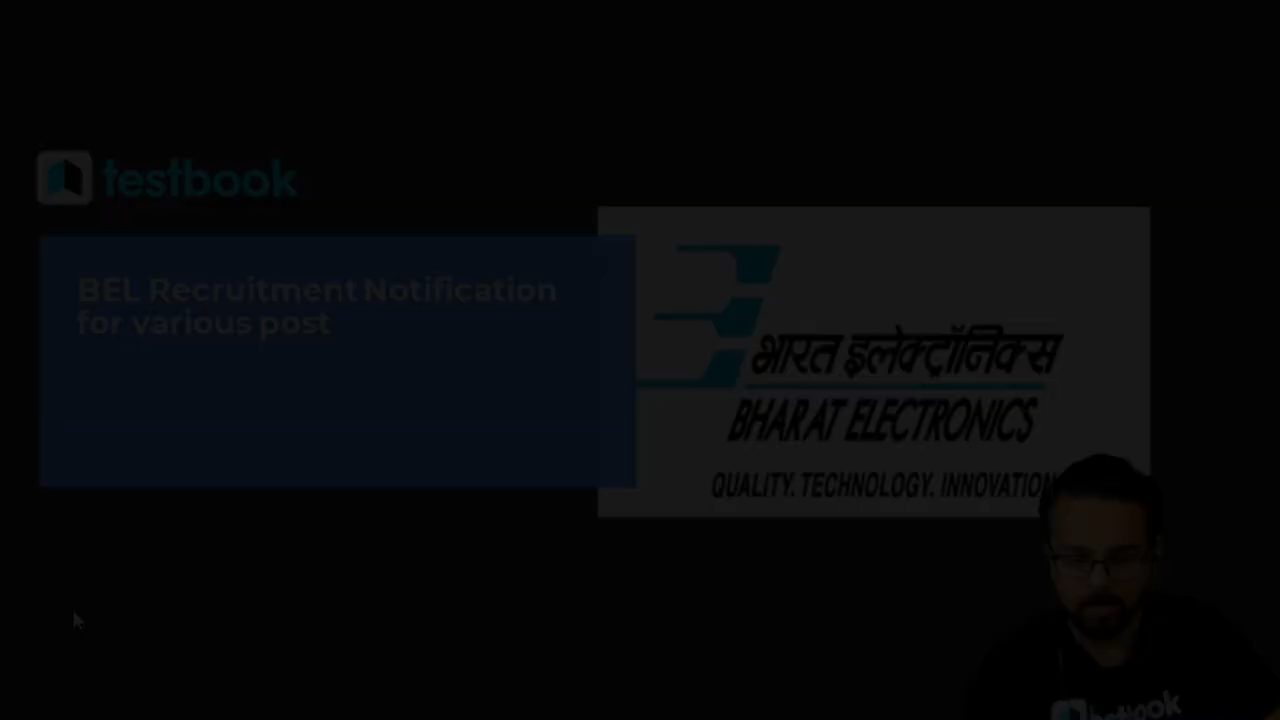 testbook
BEL Recruitment Notification
for various post
भारत इलेक्ट्रॉनिक्स
BHARAT ELECTRONICS
QUALITY. TECHNOLOGY. INNOVATION
testbook